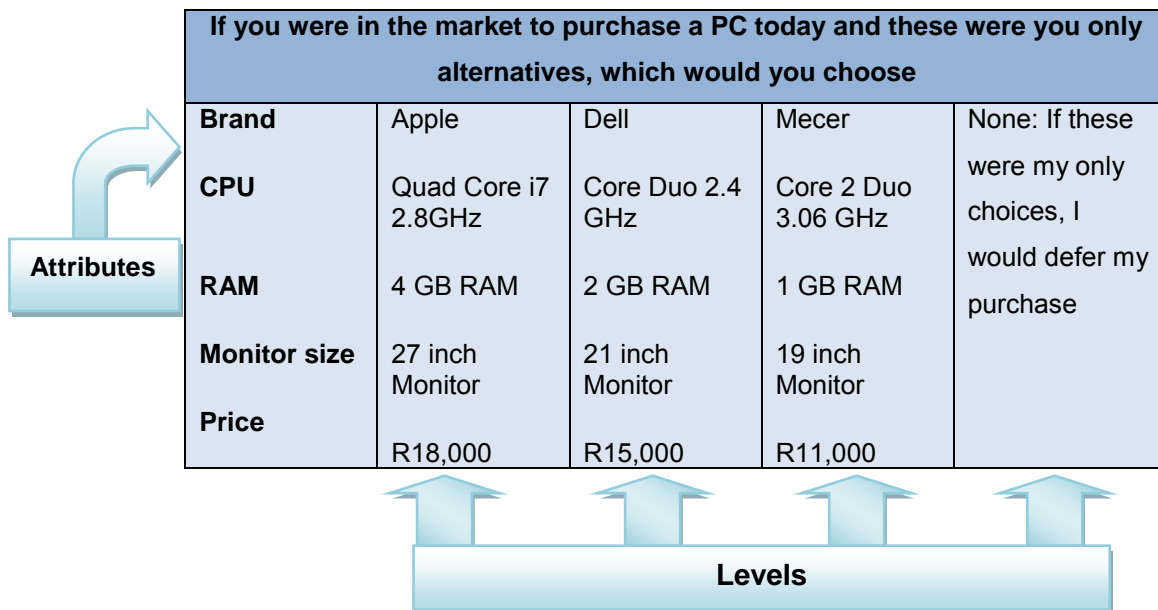 If you were in the market to purchase a PC today and these were you only
alternatives, which would you choose
Brand
Apple
Dell
Mecer
None: If these
were my only
choices, I
would defer my
purchase
CPU
Quad Core i7
2.8GHz
Core Duo 2.4
GHz
Core 2 Duo
3.06 GHz
RAM
4 GB RAM
2 GB RAM
1 GB RAM
Monitor size
27 inch
Monitor
21 inch
Monitor
19 inch
Monitor
Price
R18,000
R15,000
R11,000
Attributes
Levels